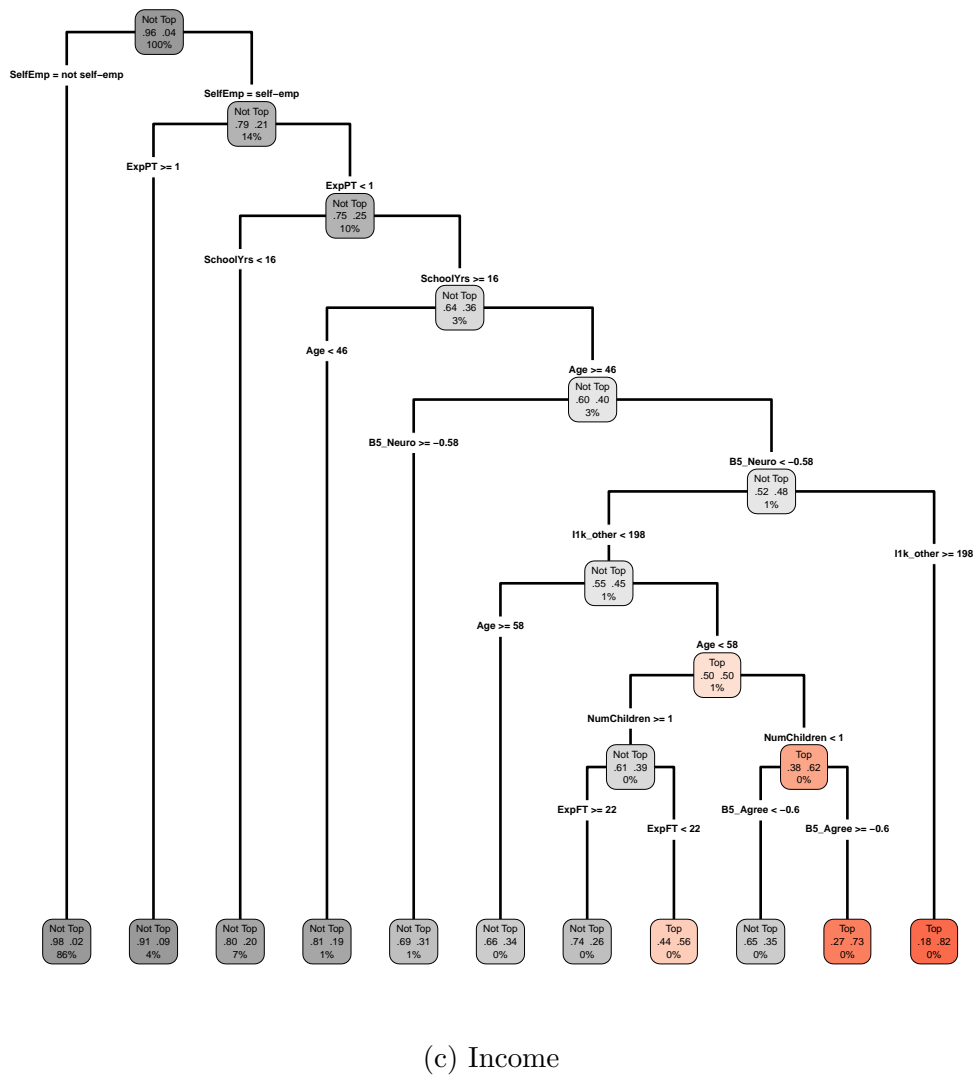 Not Top
.96 .04
100%
SelfEmp = not self−emp
SelfEmp = self−emp
Not Top
.79 .21
14%
ExpPT >= 1
ExpPT < 1
Not Top
.75 .25
10%
SchoolYrs < 16
SchoolYrs >= 16
Not Top
.64 .36
3%
Age < 46
Age >= 46
Not Top
.60 .40
3%
B5_Neuro >= −0.58
B5_Neuro < −0.58
Not Top
.52 .48
1%
l1k_other < 198
l1k_other >= 198
Not Top
.55 .45
1%
Age >= 58
Age < 58
Top
.50 .50
1%
NumChildren >= 1
NumChildren < 1
Not Top
.61 .39
0%
Top
.38 .62
0%
ExpFT >= 22
ExpFT < 22
B5_Agree < −0.6
B5_Agree >= −0.6
Not Top
.98 .02
86%
Not Top
.91 .09
4%
Not Top
.80 .20
7%
Not Top
.81 .19
1%
Not Top
.69 .31
1%
Not Top
.66 .34
0%
Not Top
.74 .26
0%
Top
.44 .56
0%
Not Top
.65 .35
0%
Top
.27 .73
0%
Top
.18 .82
0%
(c) Income